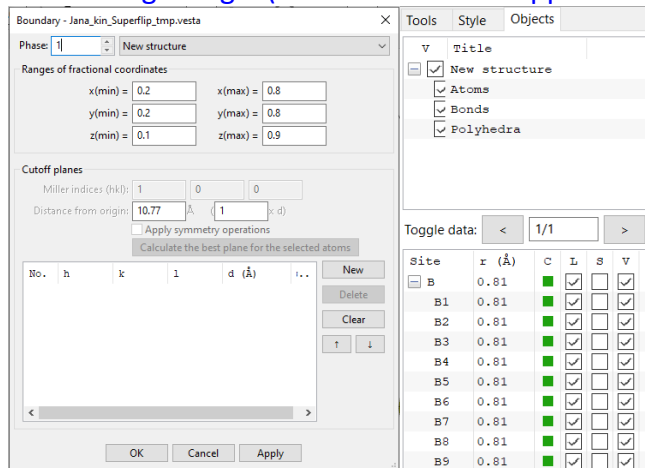 Boundary - Jana_kin_Superflip_tmp.vesta
Phase: 1 New structure
Ranges of fractional coordinates
x(min) = 0.2 x(max) = 0.8
y(min) = 0.2 y(max) = 0.8
z(min) = 0.1 z(max) = 0.9
Cutoff planes
Miller indices (hkl): 1 0 0
Distance from origin: 10.77 Å ( 1 x d)
Apply symmetry operations
Calculate the best plane for the selected atoms
No. h k l d (Å)
New
Delete
Clear
↑ ↓
< >
OK Cancel Apply
Tools Style Objects
V Title
New structure
Atoms
Bonds
Polyhedra
Toggle data: < 1/1 >
Site r (Å) C L S V
B 0.81
B1 0.81
B2 0.81
B3 0.81
B4 0.81
B5 0.81
B6 0.81
B7 0.81
B8 0.81
B9 0.81